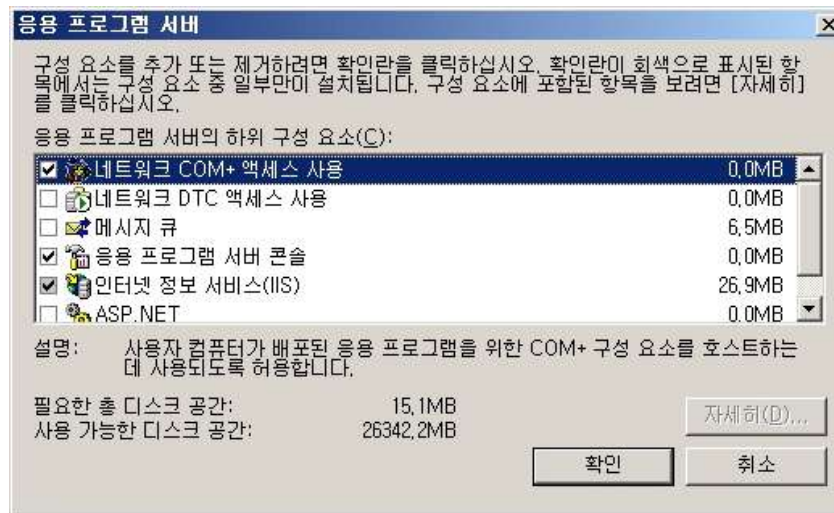 응용 프로그램 서버
구성 요소를 추가 또는 제거하려면 확인란을 클릭하십시오. 확인란이 회색으로 표시된 항
목에서는 구성 요소 중 일부만이 설치됩니다. 구성 요소에 포함된 항목을 보려면 [자세히]
를 클릭하십시오.
응용 프로그램 서버의 하위 구성 요소(C):
네트워크 COM+ 액세스 사용 0.0MB
네트워크 DTC 액세스 사용 0.0MB
메시지 큐 6.5MB
응용 프로그램 서버 콘솔 0.0MB
인터넷 정보 서비스(IIS) 26.9MB
ASP.NET 0.0MB
설명: 사용자 컴퓨터가 배포된 응용 프로그램을 위한 COM+ 구성 요소를 호스트하는
데 사용되도록 허용합니다.
필요한 총 디스크 공간: 15.1MB
사용 가능한 디스크 공간: 26342.2MB
자세히(D)...
확인 취소